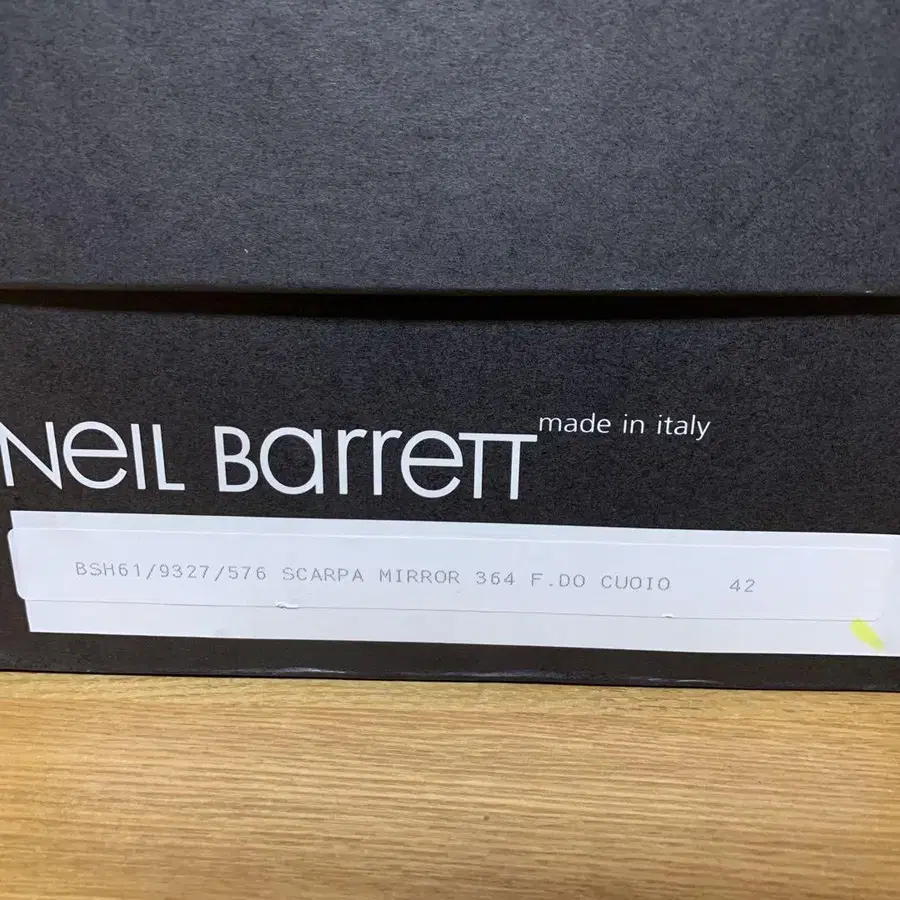 made in italy
NeIL Barrett
BSH61/9327/576 SCARPA MIRROR 364 F.DO CUOIO 42